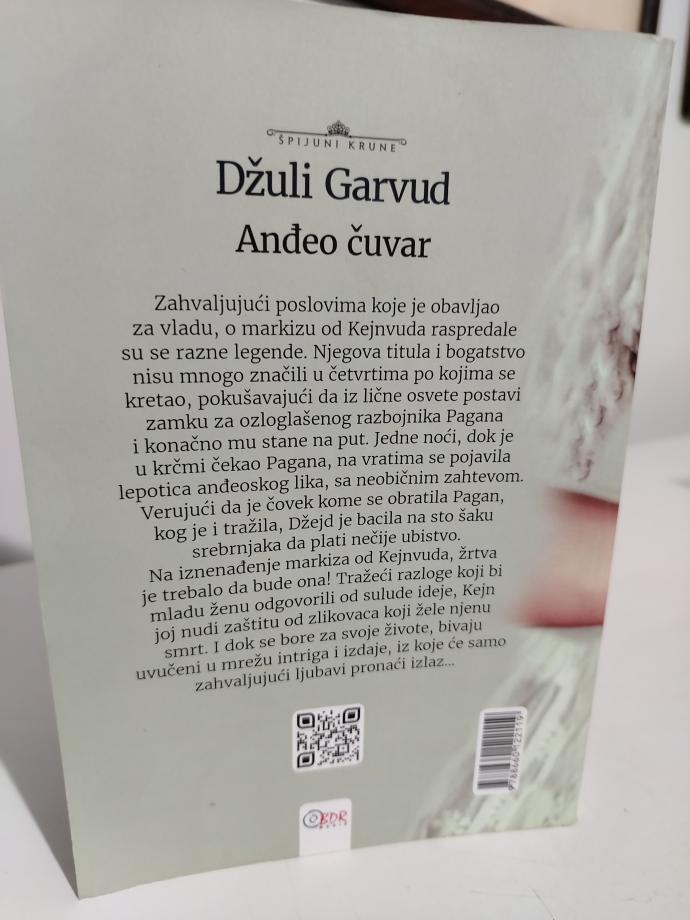 ŠPIJUNI KRUNE
Džuli Garvud
Anđeo čuvar
Zahvaljujući poslovima koje je obavljao
za vladu, o markizu od Kejnvuda raspredale
su se razne legende. Njegova titula i bogatstvo
nisu mnogo značili u četvrtima po kojima se
kretao, pokušavajući da iz lične osvete postavi
zamku za ozloglašenog razbojnika Pagana
i konačno mu stane na put. Jedne noći, dok je
u krčmi čekao Pagana, na vratima se pojavila
lepotica anđeoskog lika, sa neobičnim zahtevom.
Verujući da je čovek kome se obratila Pagan,
kog je i tražila, Džejd je bacila na sto šaku
srebrnjaka da plati nečije ubistvo.
Na iznenađenje markiza od Kejnvuda, žrtva
je trebalo da bude ona! Tražeći razloge koji bi
mladu ženu odgovorili od sulude ideje, Kejn
joj nudi zaštitu od zlikovaca koji žele njenu
smrt. I dok se bore za svoje živote, bivaju
uvučeni u mrežu intriga i izdaje, iz koje će samo
zahvaljujući ljubavi pronaći izlaz...
9788660122119
BDR
MEDIA